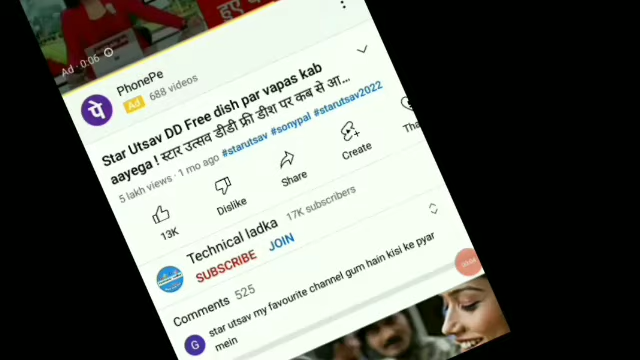 हुए
Ad · 0:06
PhonePe
Ad 688 videos
Star Utsav DD Free dish par vapas kab
aayega ! स्टार उत्सव डीडी फ्री डीश पर कब से आ...
5 lakh views · 1 mo ago #starutsav #sonypal #starutsav2022
13K
Dislike
Share
Create
Tha
Technical ladka 17K subscribers
SUBSCRIBE JOIN
Comments 525
G
star utsav my favourite channel gum hain kisi ke pyar
mein